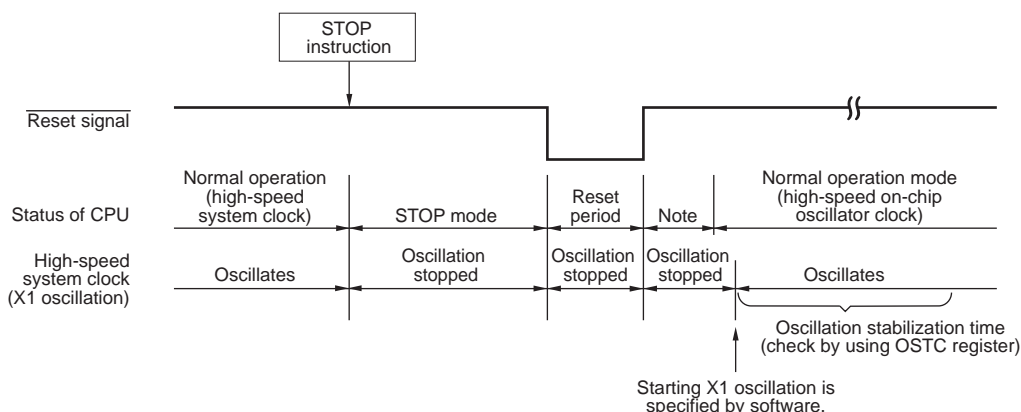 STOP
instruction
Reset signal
Status of CPU
Normal operation
(high-speed
system clock)
STOP mode
Reset
period
Note
Normal operation mode
(high-speed on-chip
oscillator clock)
High-speed
system clock
(X1 oscillation)
Oscillates
Oscillation
stopped
Oscillation
stopped
Oscillation
stopped
Oscillates
Oscillation stabilization time
(check by using OSTC register)
Starting X1 oscillation is
specified by software.